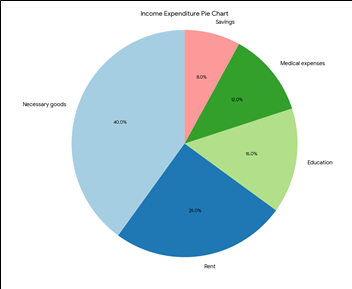 Income Expenditure Pie Chart
Savings
8.0%
Medical expenses
12.0%
Necessary goods
40.0%
15.0%
Education
25.0%
Rent